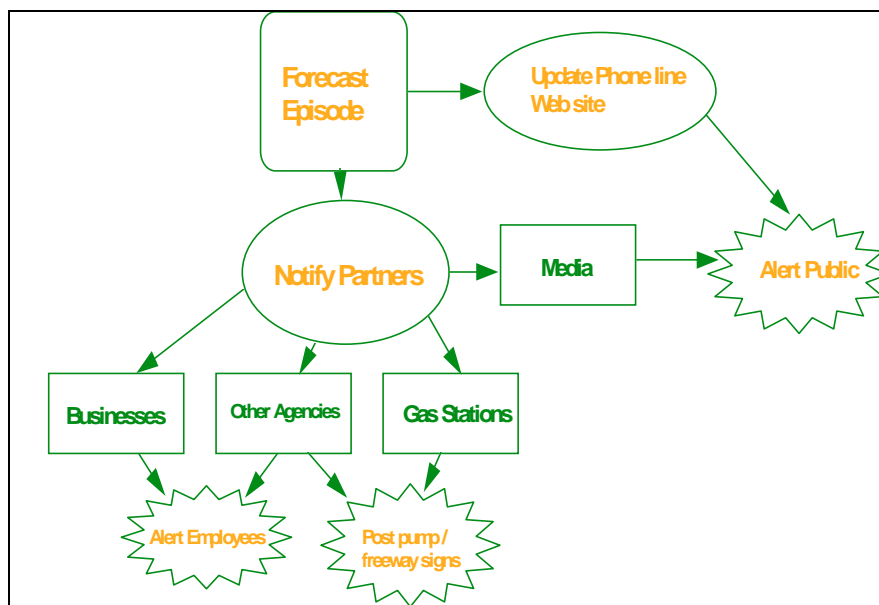 Forecast
Episode
Update Phone line
Web site
Notify Partners
Media
Alert Public
Businesses
Other Agencies
Gas Stations
Alert Employees
Post pump /
freeway signs